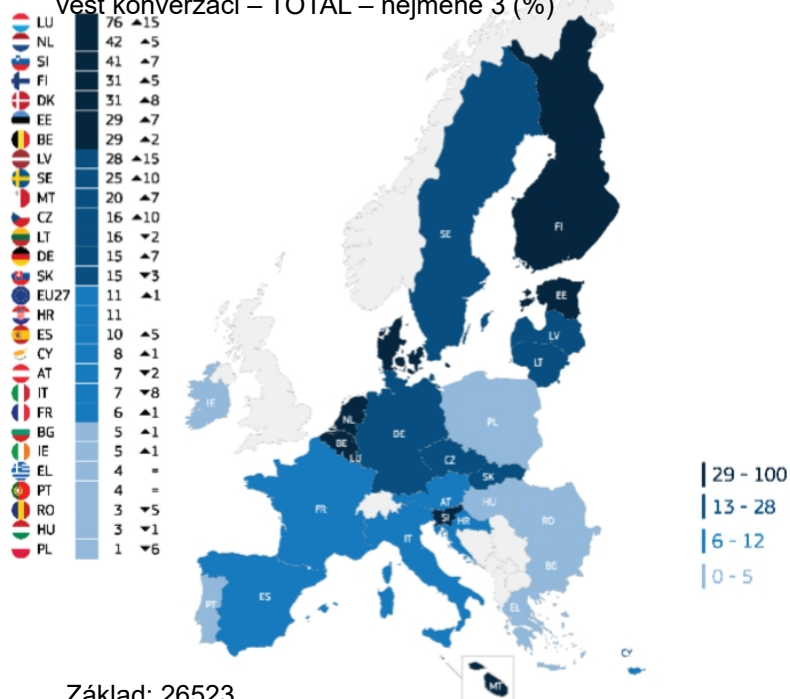 vést konverzaci – TOTAL – nejméně 3 (%)
LU 76 ▲15
NL 42 ▲5
SI 41 ▲7
FI 31 ▲5
DK 31 ▲8
EE 29 ▲7
BE 29 ▲2
LV 28 ▲15
SE 25 ▲10
MT 20 ▲7
CZ 16 ▲10
LT 16 ▼2
DE 15 ▲7
SK 15 ▼3
EU27 11 ▲1
HR 11
ES 10 ▲5
CY 8 ▲1
AT 7 ▼2
IT 7 ▼8
FR 6 ▲1
BG 5 ▲1
IE 5 ▲1
EL 4 =
PT 4 =
RO 3 ▼5
HU 3 ▼1
PL 1 ▼6
FI
SE
EE
LV
LT
IE
NL
PL
DE
BE
LU
CZ
SK
AT
HU
FR
SI
HR
RO
IT
BG
ES
PT
EL
CY
MT
29 - 100
13 - 28
6 - 12
0 - 5
Základ: 26523